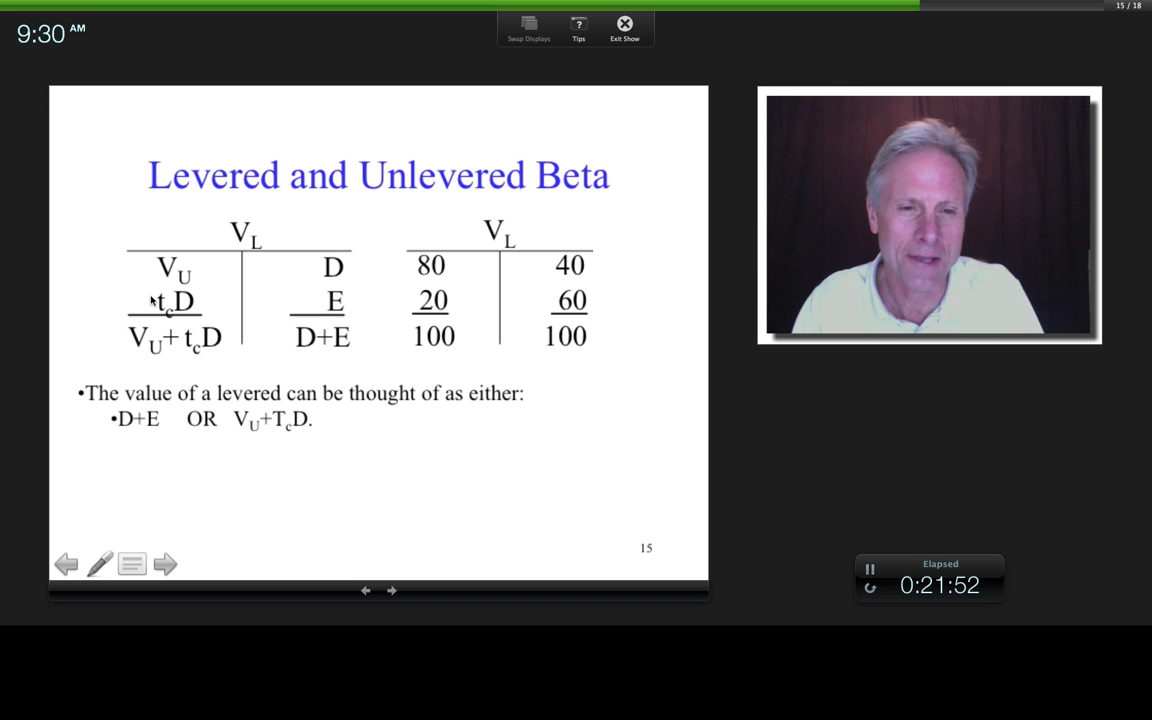 15 / 18
9:30 AM
Swap Displays Tips Exit Show
Levered and Unlevered Beta
VL VL
VU D 80 40
tcD E 20 60
VU+ tcD D+E 100 100
•The value of a levered can be thought of as either:
•D+E OR VU+TcD.
15
Elapsed
0:21:52